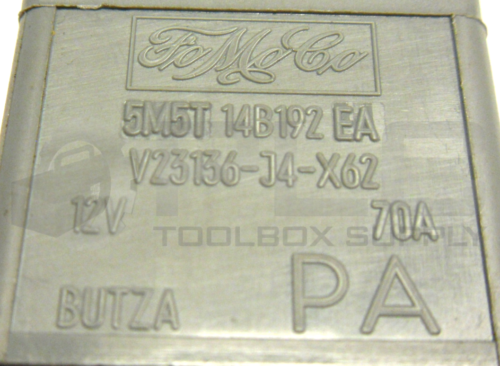 FoMoCo
5M5T 14B192 EA
V23136-J4-X62
12V 70A
TOOLBOX SUPPLY
BUTZA PA